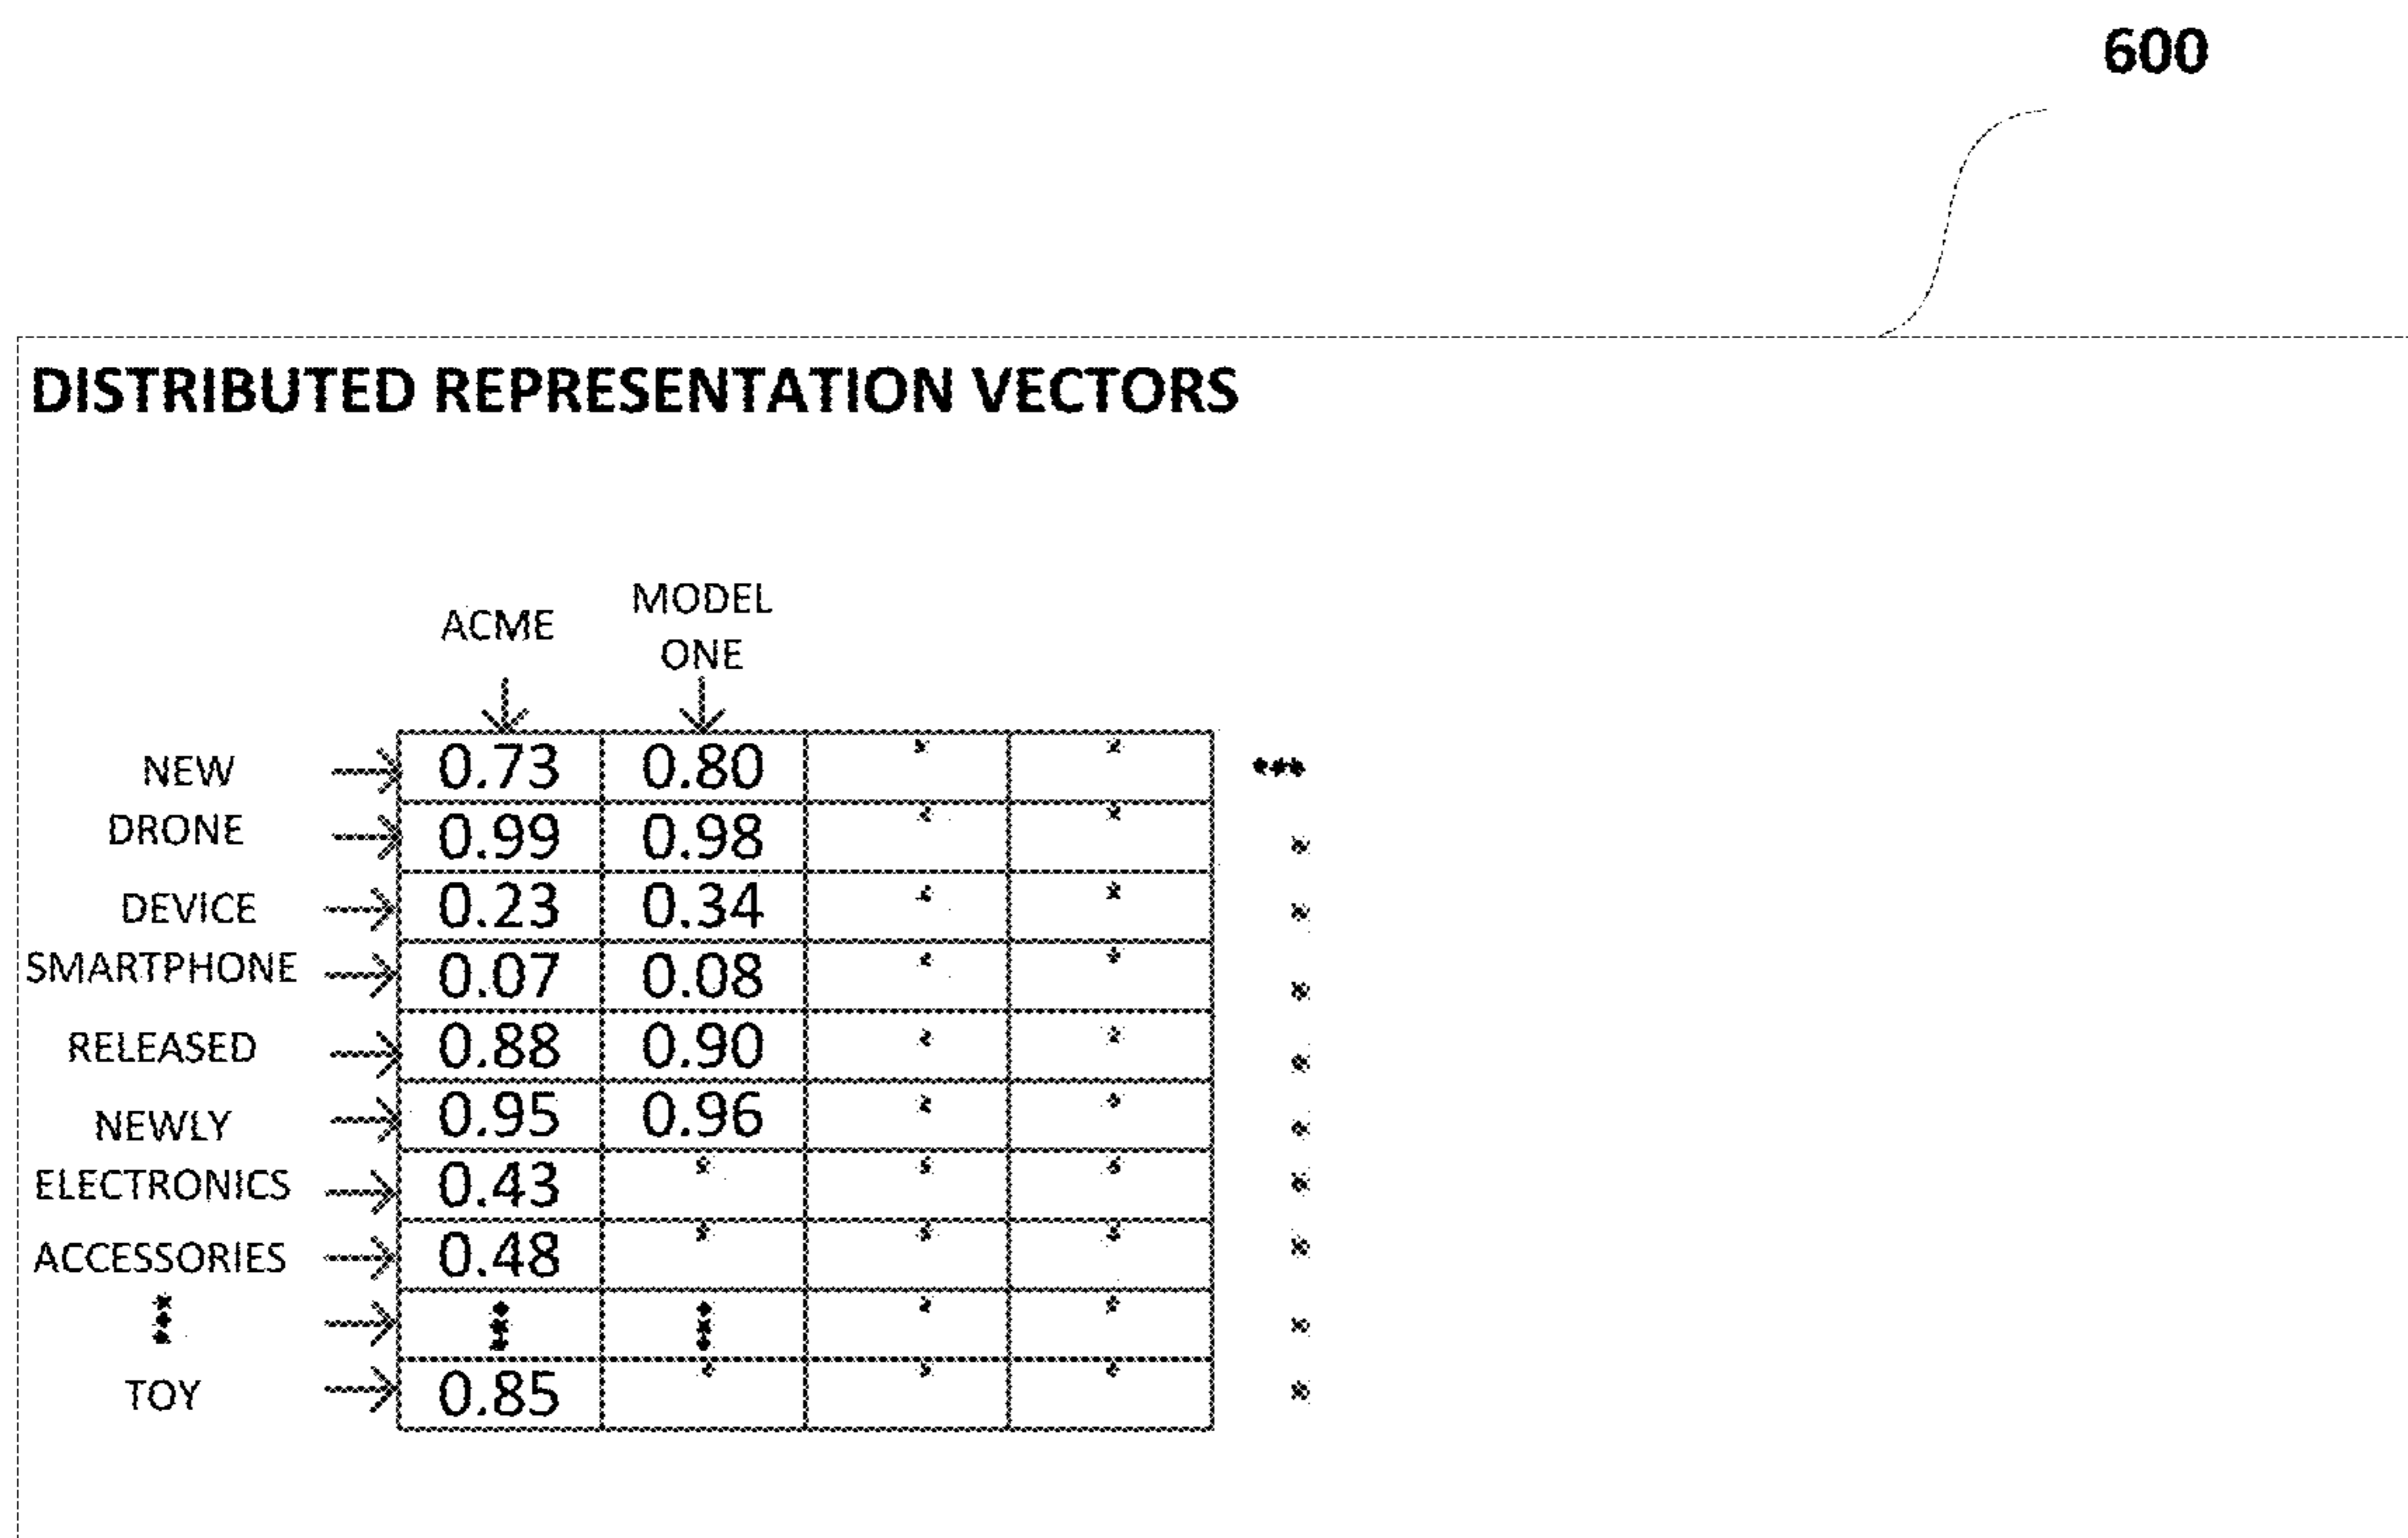 600
DISTRIBUTED REPRESENTATION VECTORS
ACME
MODEL
ONE
NEW 0.73 0.80
DRONE 0.99 0.98
DEVICE 0.23 0.34
SMARTPHONE 0.07 0.08
RELEASED 0.88 0.90
NEWLY 0.95 0.96
ELECTRONICS 0.43
ACCESSORIES 0.48
TOY 0.85